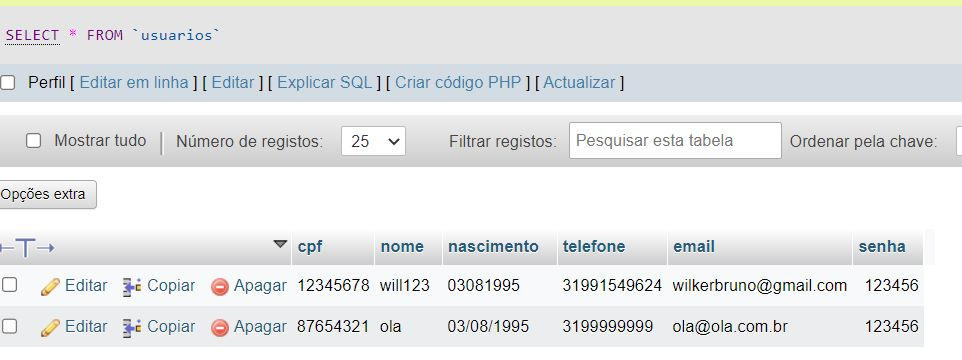 SELECT * FROM `usuarios`
Perfil [ Editar em linha ] [ Editar ] [ Explicar SQL ] [ Criar código PHP ] [ Actualizar ]
Mostrar tudo | Número de registos: 25 Filtrar registos: Pesquisar esta tabela Ordenar pela chave:
Opções extra
←T→ cpf nome nascimento telefone email senha
Editar Copiar Apagar 12345678 will123 03081995 31991549624 wilkerbruno@gmail.com 123456
Editar Copiar Apagar 87654321 ola 03/08/1995 3199999999 ola@ola.com.br 123456